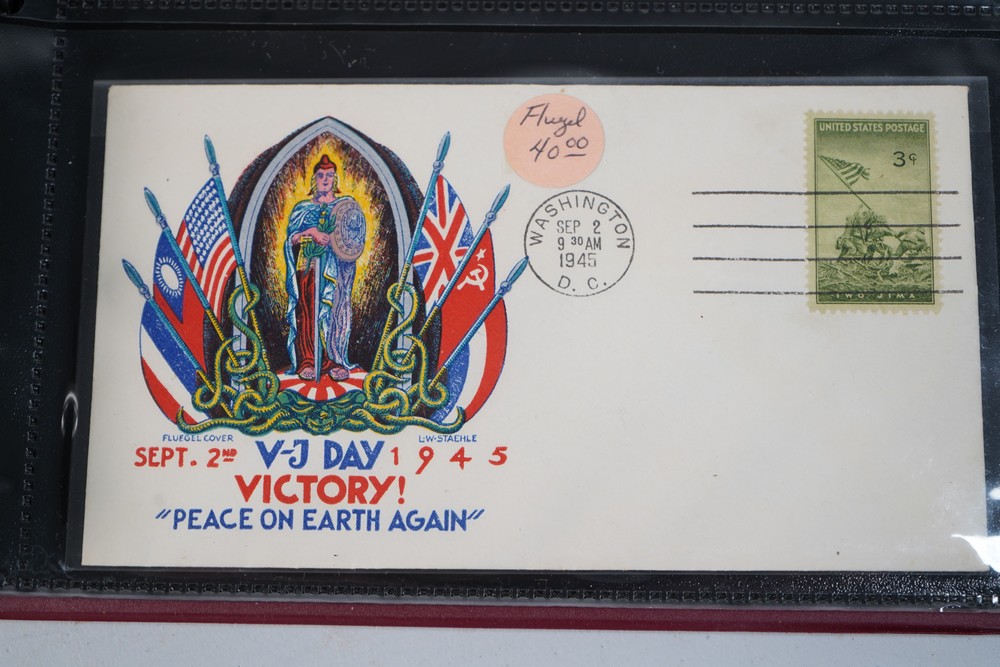 Flugel
40 00
UNITED STATES POSTAGE
3¢
WASHINGTON
SEP 2
9 30 AM
1945
D. C.
IWO JIMA
FLUEGEL COVER
L·W·STAEHLE
SEPT. 2ND V-J DAY 1945
VICTORY!
"PEACE ON EARTH AGAIN"